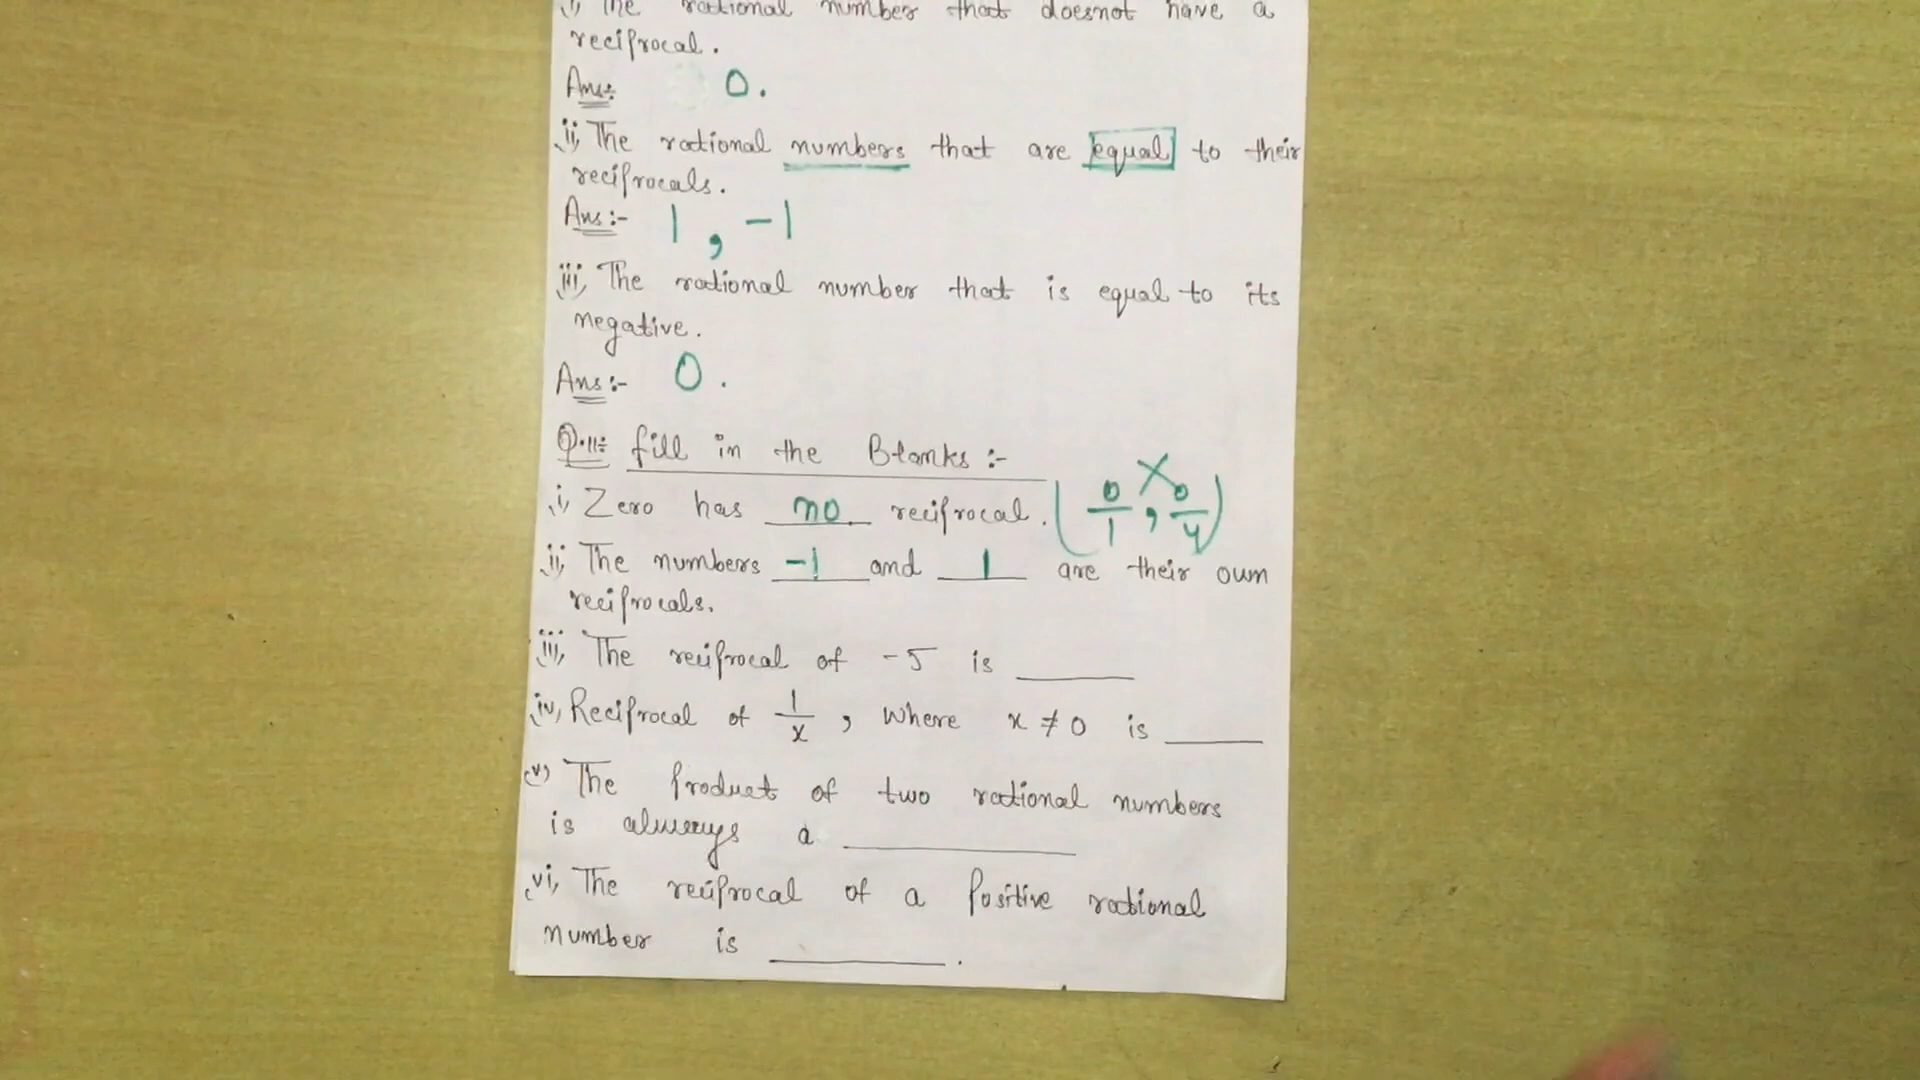 i) The rational number that doesnot have a
reciprocal.
Ans:- 0.
ii) The rational numbers that are equal to their
reciprocals.
Ans:- 1, -1
iii) The rational number that is equal to its
negative.
Ans:- 0.
Q.11:- fill in the Blanks :-
i) Zero has no reciprocal. (0/1, 0/4) X
ii) The numbers -1 and 1 are their own
reciprocals.
iii) The reciprocal of -5 is ______
iv) Reciprocal of 1/x, where x ≠ 0 is ______
(v) The product of two rational numbers
is always a ______
vi) The reciprocal of a positive rational
number is ______.